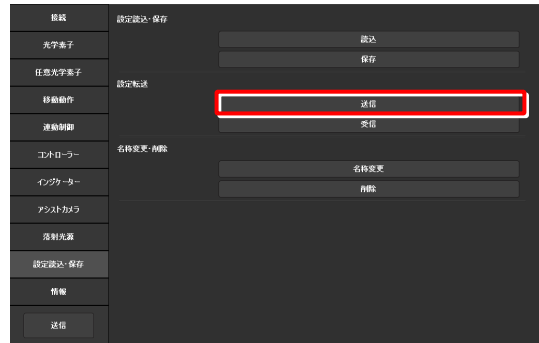 接続
光学素子
任意光学素子
移動動作
連動制御
コントローラー
インジケーター
アシストカメラ
落射光源
設定読込・保存
情報
送信
設定読込・保存
読込
保存
設定転送
送信
受信
名称変更・削除
名称変更
削除